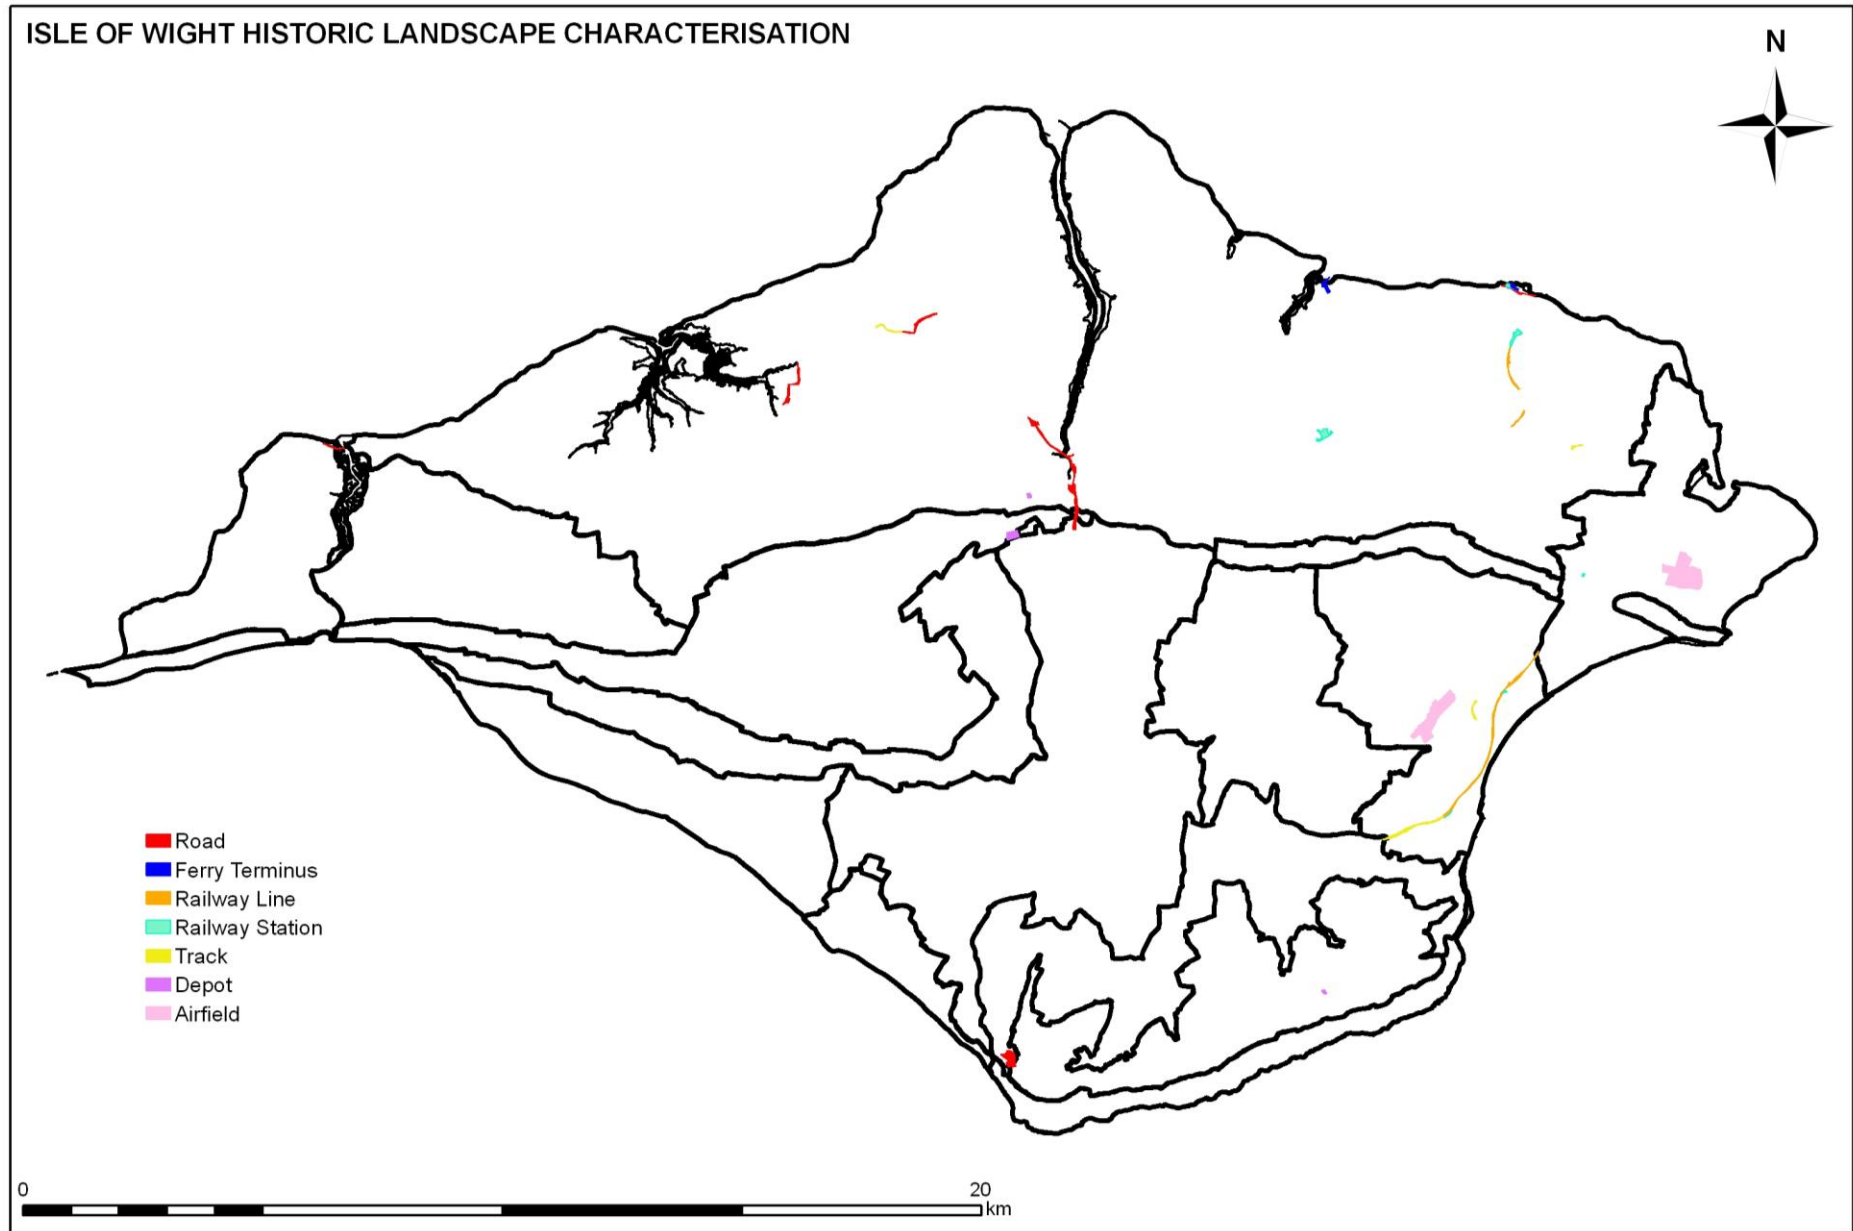 ISLE OF WIGHT HISTORIC LANDSCAPE CHARACTERISATION
N
Road
Ferry Terminus
Railway Line
Railway Station
Track
Depot
Airfield
0 20
km